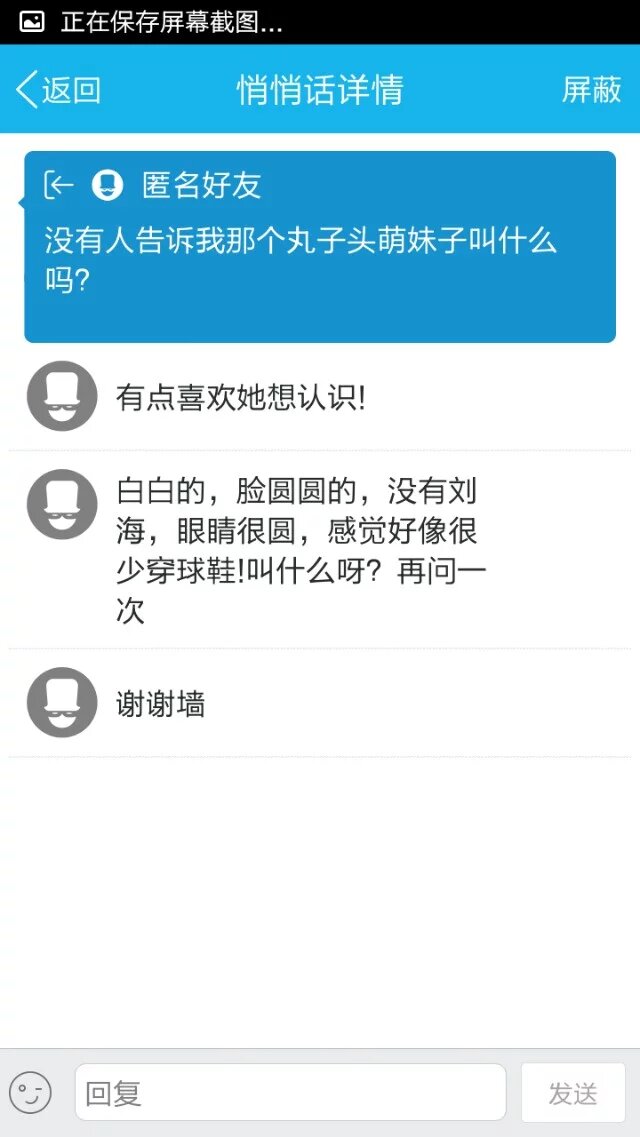 正在保存屏幕截图...
返回
悄悄话详情
屏蔽
匿名好友
没有人告诉我那个丸子头萌妹子叫什么
吗?
有点喜欢她想认识!
白白的，脸圆圆的，没有刘
海，眼睛很圆，感觉好像很
少穿球鞋!叫什么呀？再问一
次
谢谢墙
回复
发送